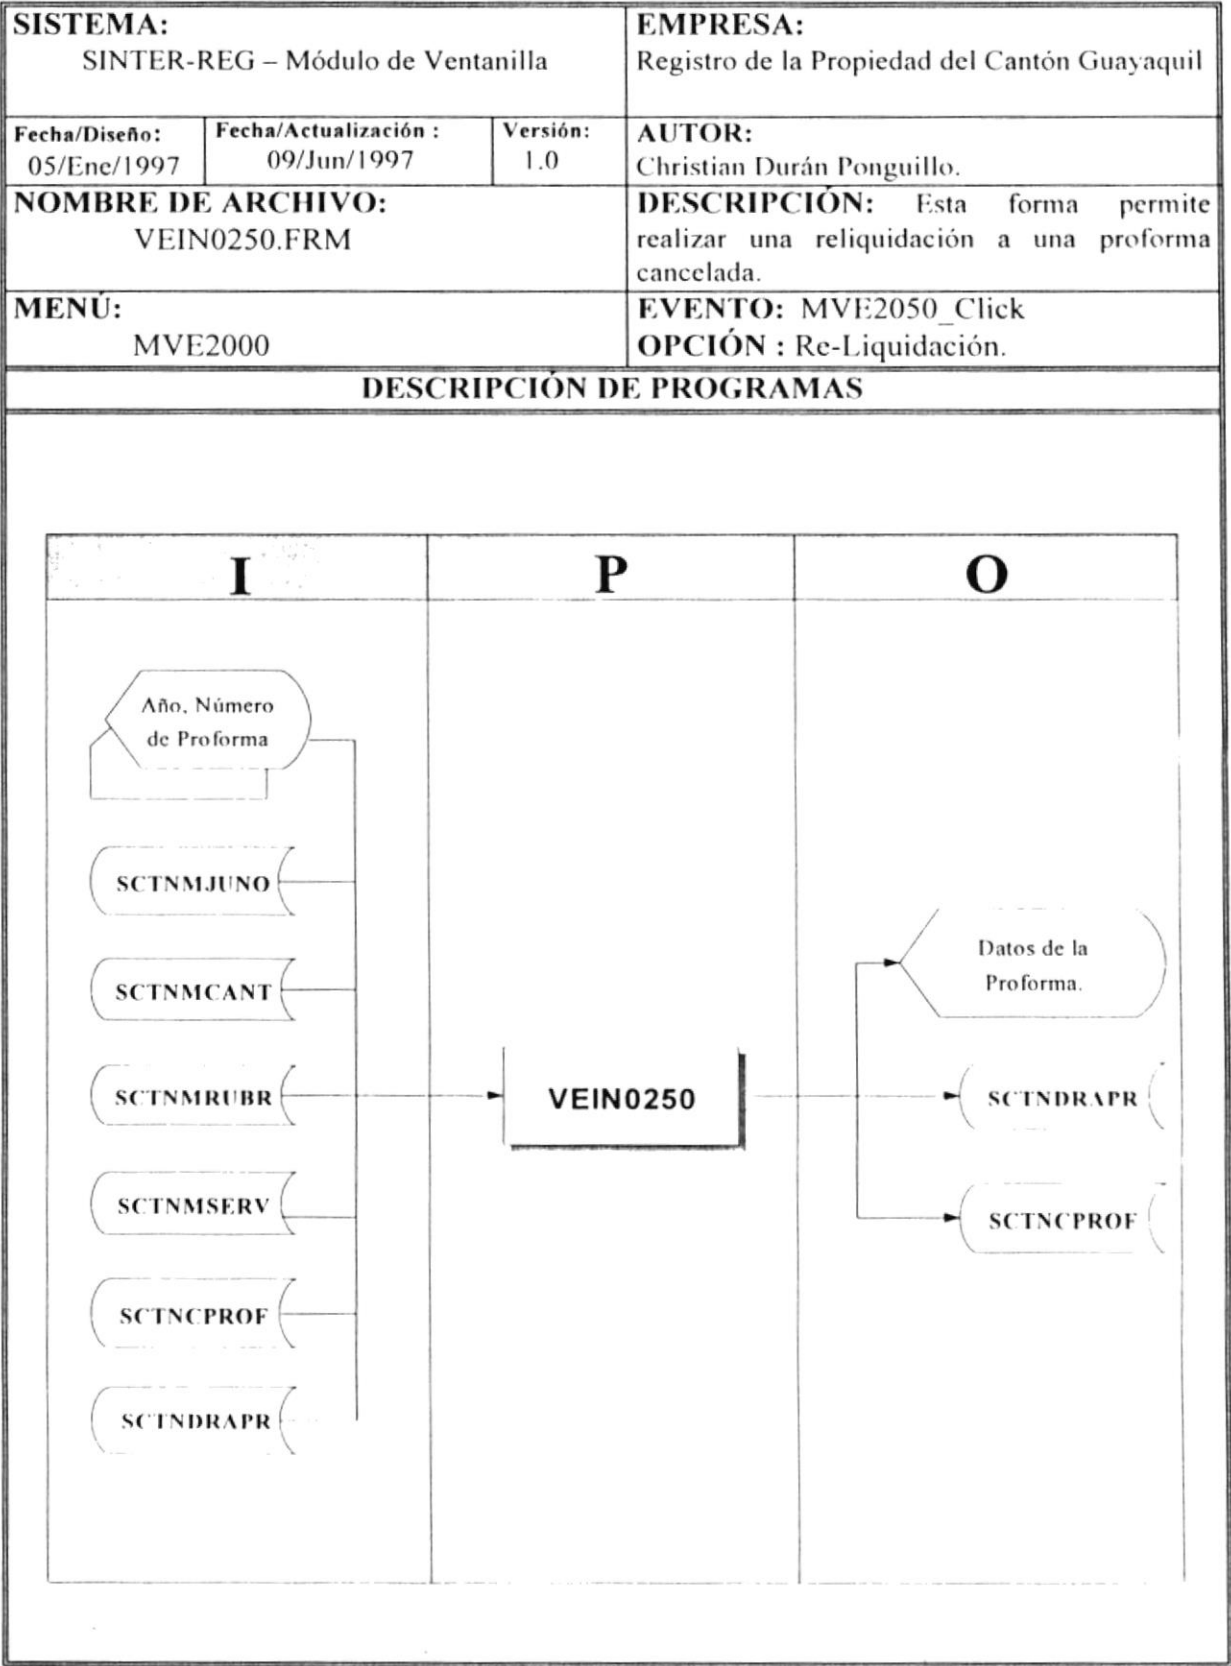 SISTEMA:
SINTER-REG – Módulo de Ventanilla
EMPRESA:
Registro de la Propiedad del Cantón Guayaquil
Fecha/Diseño:
05/Ene/1997
Fecha/Actualización :
09/Jun/1997
Versión:
1.0
AUTOR:
Christian Durán Ponguillo.
NOMBRE DE ARCHIVO:
VEIN0250.FRM
DESCRIPCIÓN: Esta forma permite
realizar una reliquidación a una proforma
cancelada.
MENÚ:
MVE2000
EVENTO: MVE2050_Click
OPCIÓN : Re-Liquidación.
DESCRIPCIÓN DE PROGRAMAS
I
P
O
Año, Número
de Proforma
SCTNMJUNO
SCTNMCANT
SCTNMRUBR
SCTNMSERV
SCTNCPROF
SCTNDRAPR
VEIN0250
Datos de la
Proforma.
SCTNDRAPR
SCTNCPROF